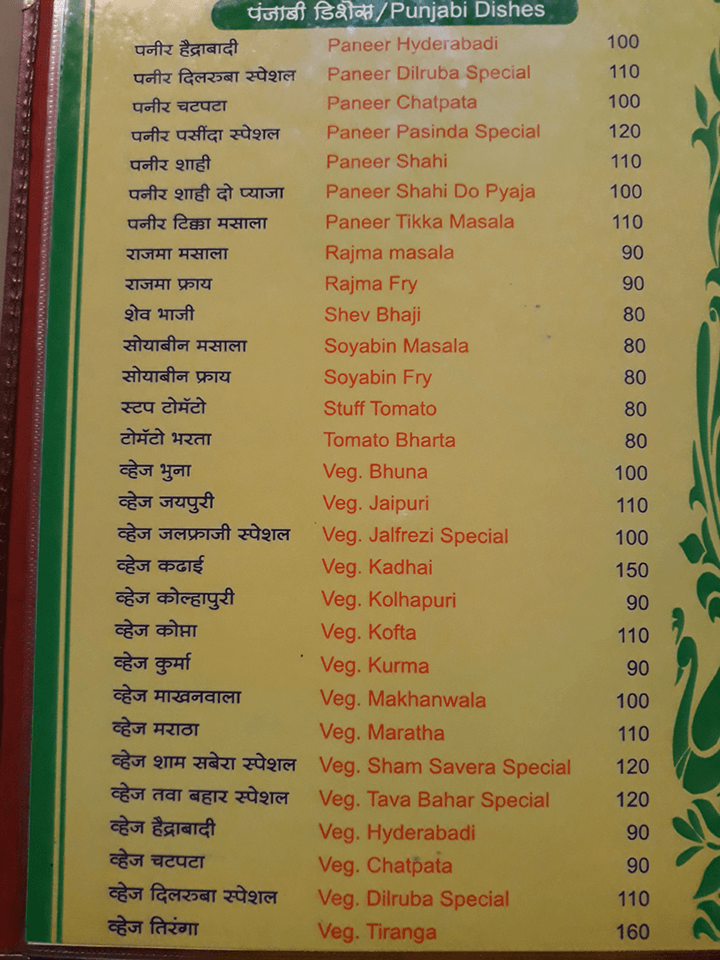 पंजाबी डिशेस/Punjabi Dishes
पनीर हैद्राबादी Paneer Hyderabadi 100
पनीर दिलरुबा स्पेशल Paneer Dilruba Special 110
पनीर चटपटा Paneer Chatpata 100
पनीर पसींदा स्पेशल Paneer Pasinda Special 120
पनीर शाही Paneer Shahi 110
पनीर शाही दो प्याजा Paneer Shahi Do Pyaja 100
पनीर टिक्का मसाला Paneer Tikka Masala 110
राजमा मसाला Rajma masala 90
राजमा फ्राय Rajma Fry 90
शेव भाजी Shev Bhaji 80
सोयाबीन मसाला Soyabin Masala 80
सोयाबीन फ्राय Soyabin Fry 80
स्टप टोमॅटो Stuff Tomato 80
टोमॅटो भरता Tomato Bharta 80
व्हेज भुना Veg. Bhuna 100
व्हेज जयपुरी Veg. Jaipuri 110
व्हेज जलफ्राजी स्पेशल Veg. Jalfrezi Special 100
व्हेज कढाई Veg. Kadhai 150
व्हेज कोल्हापुरी Veg. Kolhapuri 90
व्हेज कोप्ता Veg. Kofta 110
व्हेज कुर्मा Veg. Kurma 90
व्हेज माखनवाला Veg. Makhanwala 100
व्हेज मराठा Veg. Maratha 110
व्हेज शाम सबेरा स्पेशल Veg. Sham Savera Special 120
व्हेज तवा बहार स्पेशल Veg. Tava Bahar Special 120
व्हेज हैद्राबादी Veg. Hyderabadi 90
व्हेज चटपटा Veg. Chatpata 90
व्हेज दिलरुबा स्पेशल Veg. Dilruba Special 110
व्हेज तिरंगा Veg. Tiranga 160